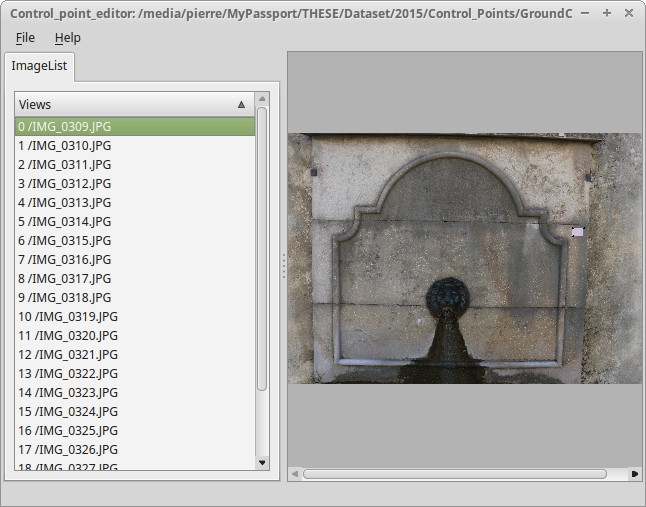 Control_point_editor: /media/pierre/MyPassport/THESE/Dataset/2015/Control_Points/GroundC
File Help
ImageList
Views
0 /IMG_0309.JPG
1 /IMG_0310.JPG
2 /IMG_0311.JPG
3 /IMG_0312.JPG
4 /IMG_0313.JPG
5 /IMG_0314.JPG
6 /IMG_0315.JPG
7 /IMG_0316.JPG
8 /IMG_0317.JPG
9 /IMG_0318.JPG
10 /IMG_0319.JPG
11 /IMG_0320.JPG
12 /IMG_0321.JPG
13 /IMG_0322.JPG
14 /IMG_0323.JPG
15 /IMG_0324.JPG
16 /IMG_0325.JPG
17 /IMG_0326.JPG
18 /IMG_0327.JPG